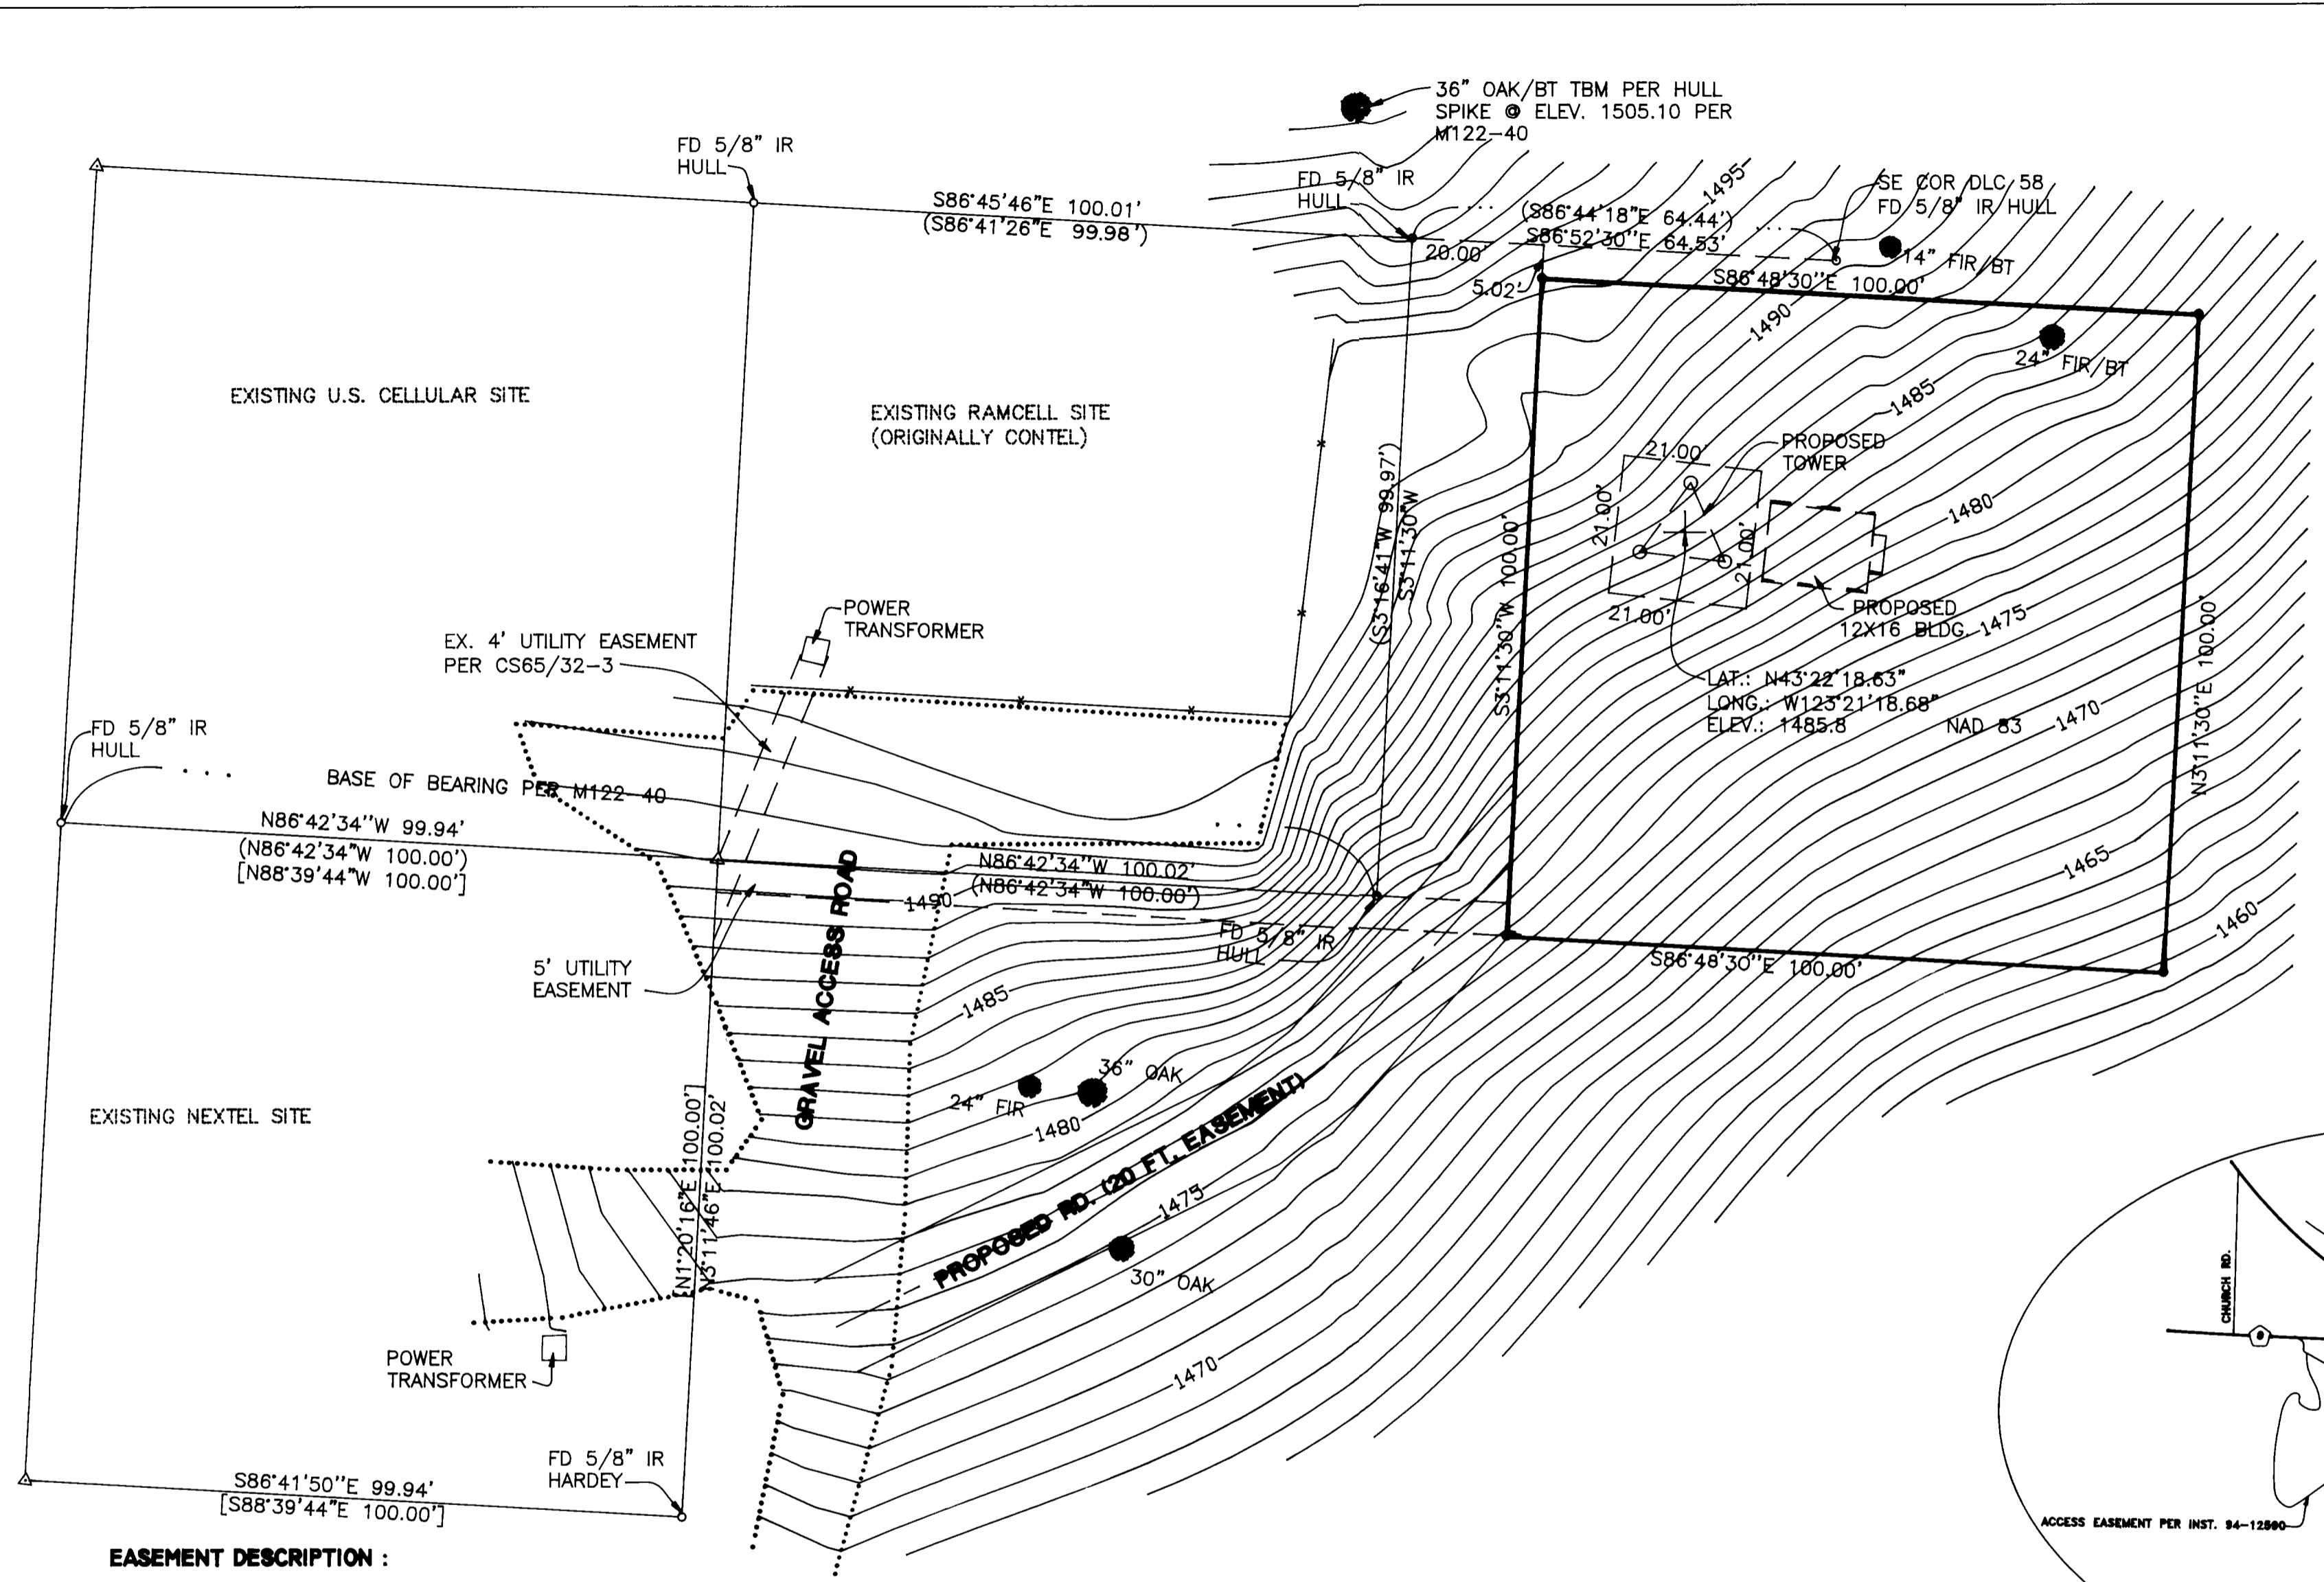 36" OAK/BT TBM PER HULL
SPIKE @ ELEV. 1505.10 PER
M122-40
FD 5/8" IR
HULL
FD 5/8" IR
HULL
S86°45'46"E 100.01'
(S86°41'26"E 99.98')
20.00'
(S86°44'18"E 64.44')
S86°52'30"E 64.53'
1495
SE COR DLC 58
FD 5/8" IR HULL
14" FIR/BT
5.02'
S86°48'30"E 100.00'
1490
24" FIR/BT
1485
EXISTING U.S. CELLULAR SITE
EXISTING RAMCELL SITE
(ORIGINALLY CONTEL)
PROPOSED
TOWER
21.00'
21.00'
21.00'
21.00'
1480
(S3°16'41"W 99.97')
S3°11'30"W
S3°11'30"W 100.00'
PROPOSED
12X16 BLDG.
1475
N3°11'30"E 100.00'
POWER
TRANSFORMER
EX. 4' UTILITY EASEMENT
PER CS65/32-3
LAT.: N43°22'18.63"
LONG.: W123°21'18.68"
ELEV.: 1485.8
NAD 83
1470
FD 5/8" IR
HULL
BASE OF BEARING PER M122-40
N86°42'34"W 99.94'
(N86°42'34"W 100.00')
[N88°39'44"W 100.00']
N86°42'34"W 100.02'
(N86°42'34"W 100.00')
1490
1465
1460
FD 5/8" IR
HULL
S86°48'30"E 100.00'
5' UTILITY
EASEMENT
GRAVEL ACCESS ROAD
1485
24" FIR
36" OAK
1480
EXISTING NEXTEL SITE
[N1°20'16"E 100.00']
N3°11'46"E 100.02'
PROPOSED RD. (20 FT. EASEMENT)
1475
30" OAK
POWER
TRANSFORMER
1470
CHURCH RD.
FD 5/8" IR
HARDEY
S86°41'50"E 99.94'
[S88°39'44"E 100.00']
ACCESS EASEMENT PER INST. 94-12590
EASEMENT DESCRIPTION :